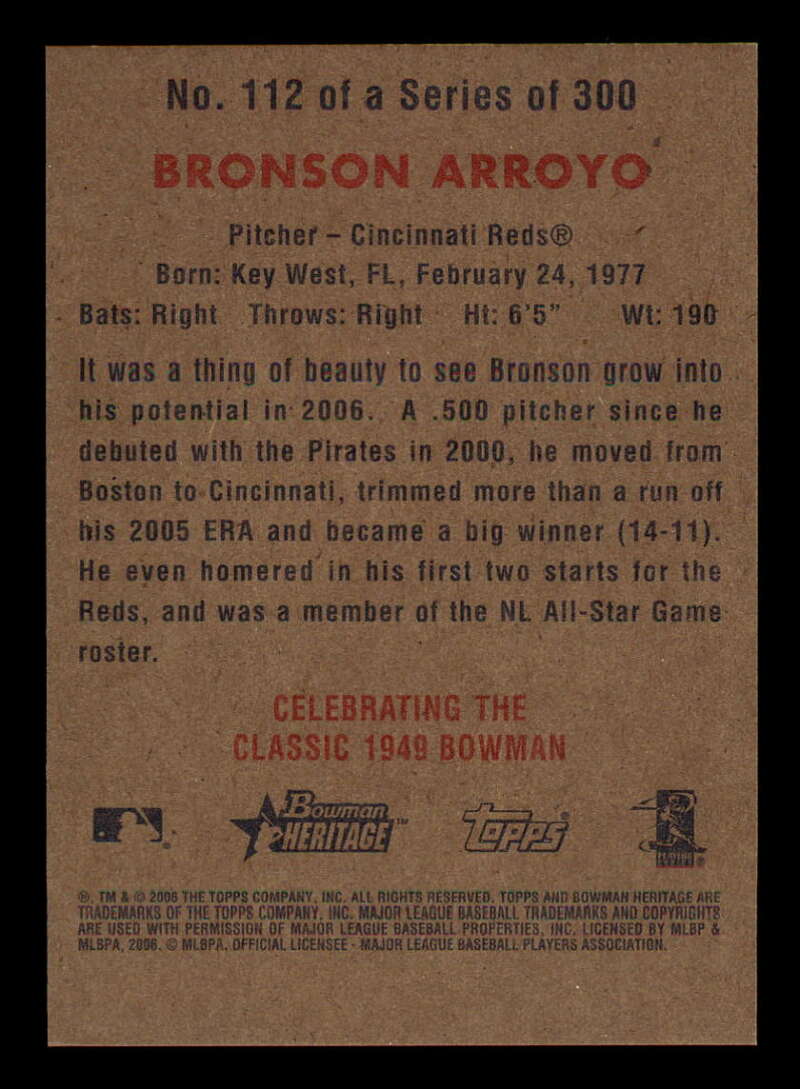 No. 112 of a Series of 300
BRONSON ARROYO
Pitcher – Cincinnati Reds®
Born: Key West, FL, February 24, 1977
Bats: Right Throws: Right Ht: 6'5" Wt: 190
It was a thing of beauty to see Bronson grow into
his potential in 2006. A .500 pitcher since he
debuted with the Pirates in 2000, he moved from
Boston to Cincinnati, trimmed more than a run off
his 2005 ERA and became a big winner (14-11).
He even homered in his first two starts for the
Reds, and was a member of the NL All-Star Game
roster.
CELEBRATING THE
CLASSIC 1949 BOWMAN
Bowman HERITAGE™ TOPPS®
®, TM & © 2006 THE TOPPS COMPANY, INC. ALL RIGHTS RESERVED. TOPPS AND BOWMAN HERITAGE ARE
TRADEMARKS OF THE TOPPS COMPANY, INC. MAJOR LEAGUE BASEBALL TRADEMARKS AND COPYRIGHTS
ARE USED WITH PERMISSION OF MAJOR LEAGUE BASEBALL PROPERTIES, INC. LICENSED BY MLBP &
MLBPA, 2006. © MLBPA. OFFICIAL LICENSEE - MAJOR LEAGUE BASEBALL PLAYERS ASSOCIATION.